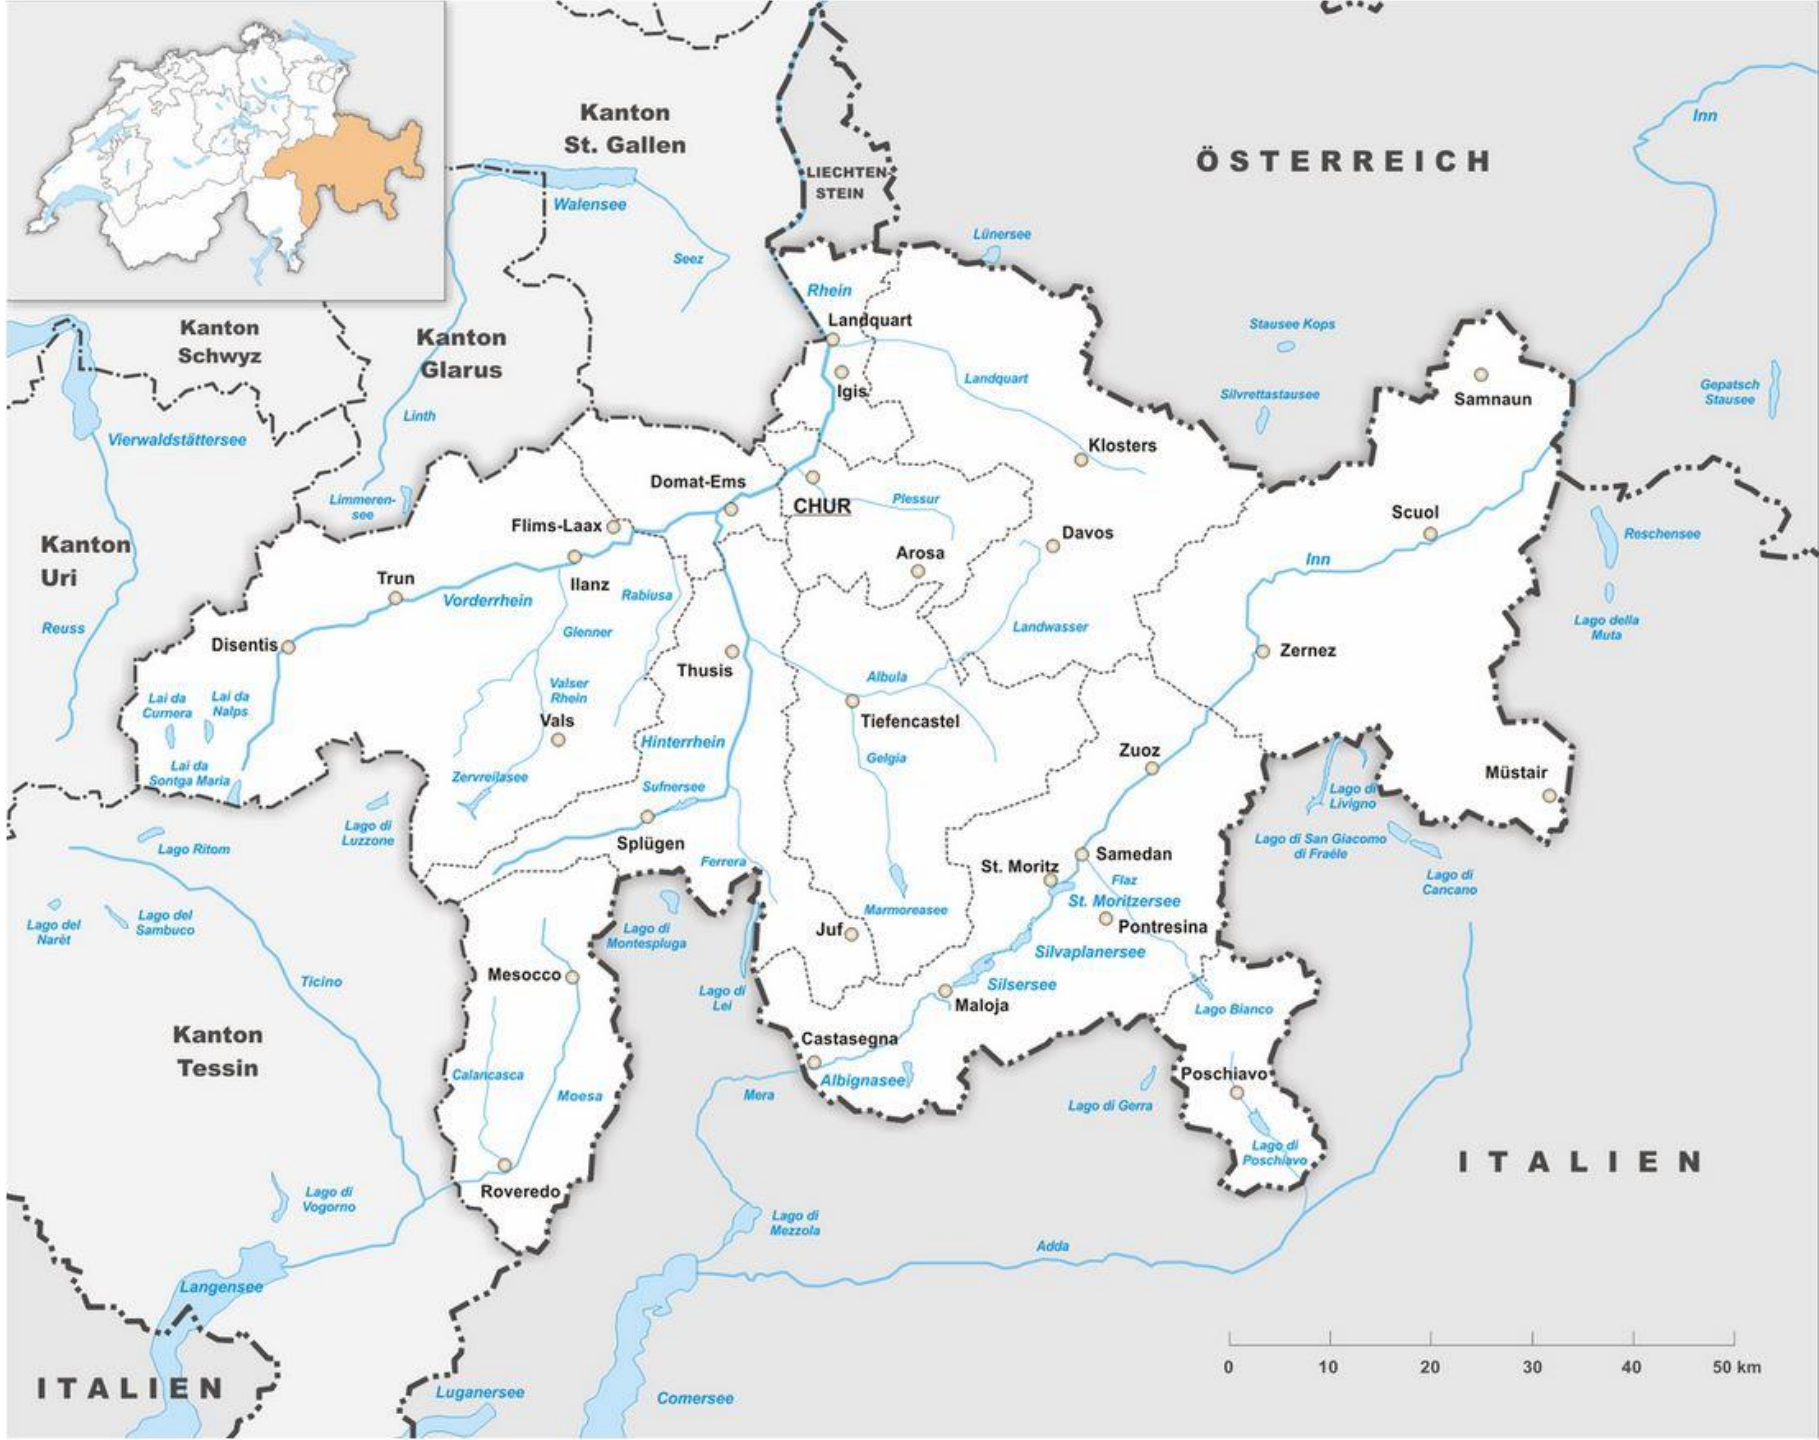 Kanton
St. Gallen
LIECHTEN-
STEIN
ÖSTERREICH
Inn
Walensee
Seez
Lünersee
Rhein
Landquart
Kanton
Schwyz
Kanton
Glarus
Stausee Kops
Igis
Landquart
Silvrettastausee
Samnaun
Gepatsch
Stausee
Linth
Vierwaldstättersee
Klosters
Domat-Ems
Limmeren-
see
CHUR
Plessur
Scuol
Flims-Laax
Davos
Reschensee
Kanton
Uri
Arosa
Inn
Trun
Ilanz
Rabiusa
Vorderrhein
Reuss
Glenner
Landwasser
Lago della
Muta
Disentis
Thusis
Zernez
Albula
Lai da
Curnera
Lai da
Nalps
Valser
Rhein
Vals
Tiefencastel
Hinterrhein
Gelgia
Zuoz
Lai da
Sontga Maria
Zervreilasee
Sufnersee
Müstair
Lago di
Livigno
Lago di
Luzzone
Lago Ritom
Splügen
Lago di San Giacomo
di Fraéle
Ferrera
St. Moritz
Samedan
Flaz
Lago di
Cancano
St. Moritzersee
Marmoreasee
Pontresina
Lago del
Narèt
Lago del
Sambuco
Lago di
Montespluga
Juf
Silvaplanersee
Mesocco
Ticino
Lago di
Lei
Silsersee
Maloja
Lago Bianco
Kanton
Tessin
Castasegna
Calancasca
Moesa
Mera
Albignasee
Poschiavo
Lago di Gerra
Lago di
Poschiavo
ITALIEN
Roveredo
Lago di
Vogorno
Lago di
Mezzola
Adda
Langensee
ITALIEN
Luganersee
Comersee
0 10 20 30 40 50 km